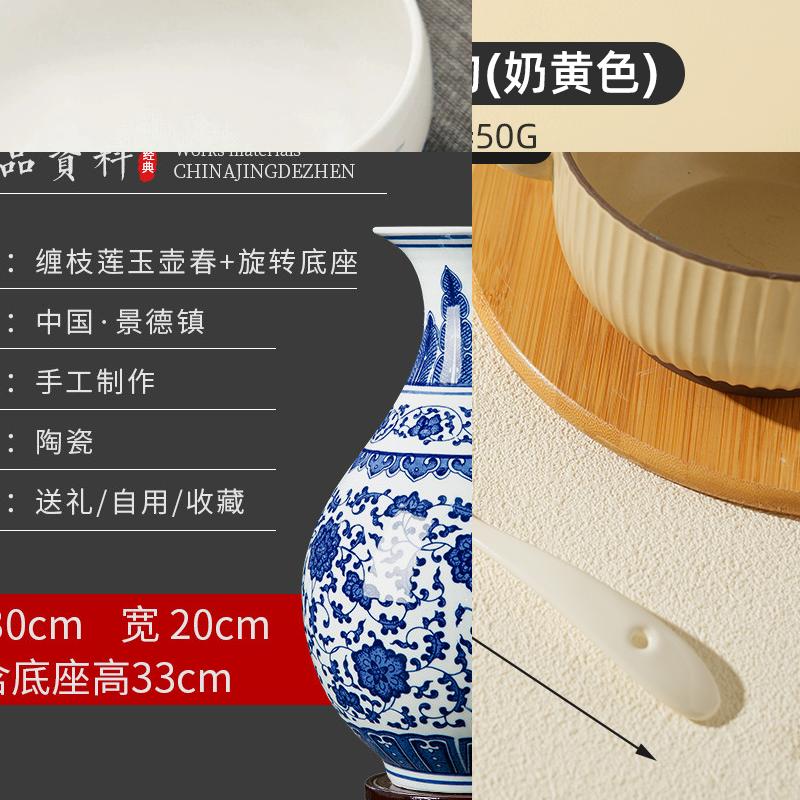 (奶黄色)
50G
品資料
经典
Works materials
CHINAJINGDEZHEN
：缠枝莲玉壶春+旋转底座
：中国·景德镇
：手工制作
：陶瓷
：送礼/自用/收藏
30cm 宽 20cm
含底座高33cm